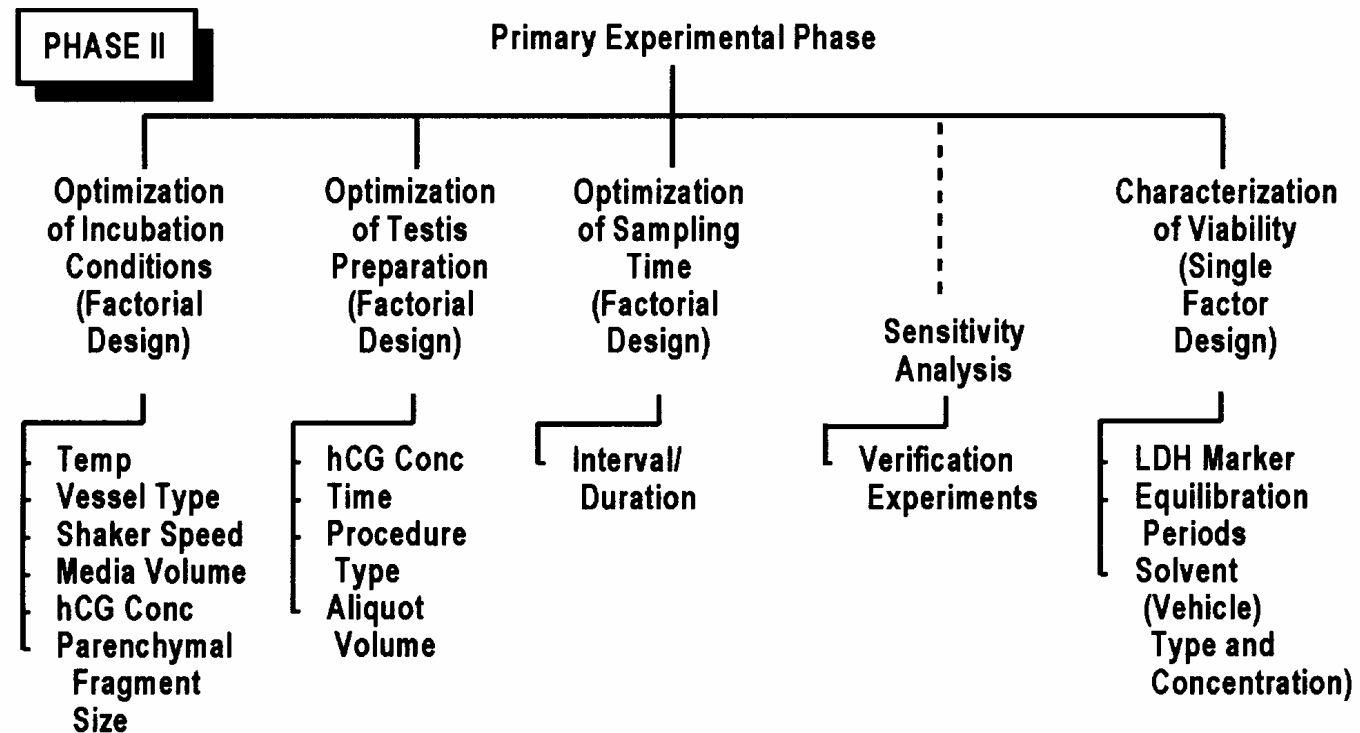 PHASE II
Primary Experimental Phase
Optimization
of Incubation
Conditions
(Factorial
Design)
Temp
Vessel Type
Shaker Speed
Media Volume
hCG Conc
Parenchymal
Fragment
Size
Optimization
of Testis
Preparation
(Factorial
Design)
hCG Conc
Time
Procedure
Type
Aliquot
Volume
Optimization
of Sampling
Time
(Factorial
Design)
Interval/
Duration
Sensitivity
Analysis
Verification
Experiments
Characterization
of Viability
(Single
Factor
Design)
LDH Marker
Equilibration
Periods
Solvent
(Vehicle)
Type and
Concentration)